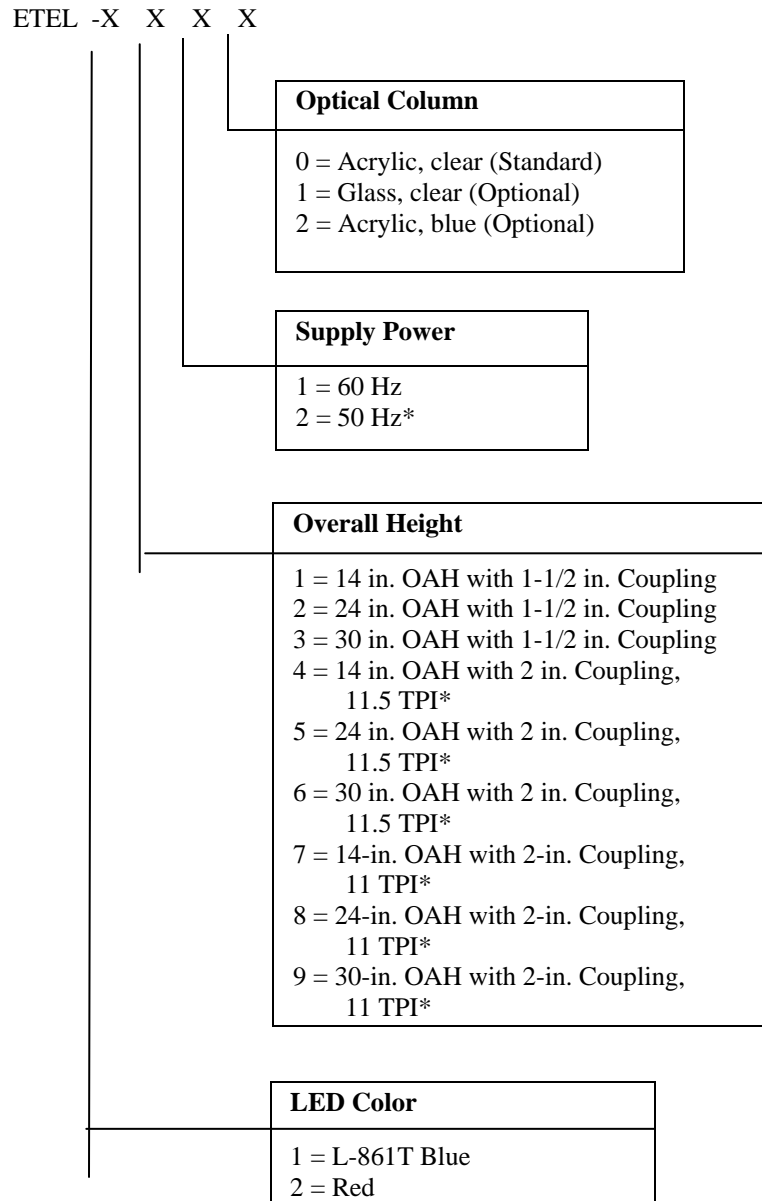 ETEL -X X X X
Optical Column
0 = Acrylic, clear (Standard)
1 = Glass, clear (Optional)
2 = Acrylic, blue (Optional)
Supply Power
1 = 60 Hz
2 = 50 Hz*
Overall Height
1 = 14 in. OAH with 1-1/2 in. Coupling
2 = 24 in. OAH with 1-1/2 in. Coupling
3 = 30 in. OAH with 1-1/2 in. Coupling
4 = 14 in. OAH with 2 in. Coupling,
11.5 TPI*
5 = 24 in. OAH with 2 in. Coupling,
11.5 TPI*
6 = 30 in. OAH with 2 in. Coupling,
11.5 TPI*
7 = 14-in. OAH with 2-in. Coupling,
11 TPI*
8 = 24-in. OAH with 2-in. Coupling,
11 TPI*
9 = 30-in. OAH with 2-in. Coupling,
11 TPI*
LED Color
1 = L-861T Blue
2 = Red